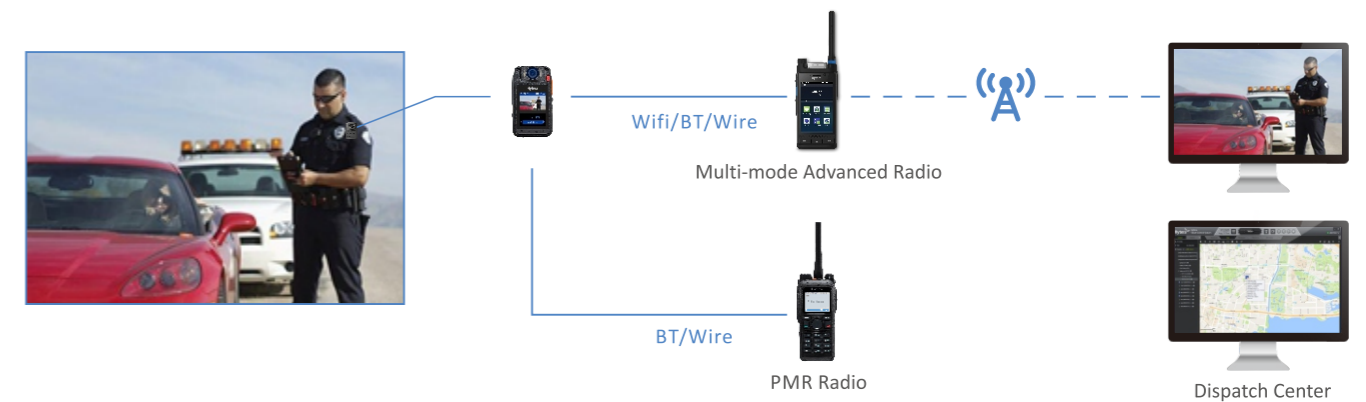 Wifi/BT/Wire
Multi-mode Advanced Radio
BT/Wire
PMR Radio
Dispatch Center